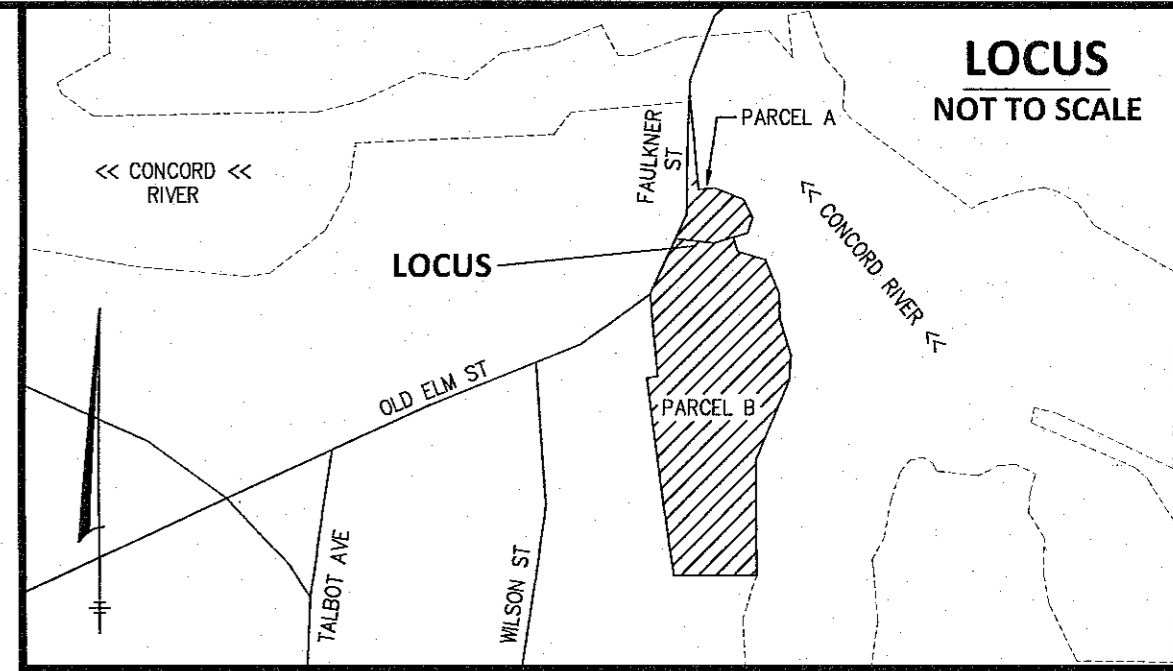 LOCUS
NOT TO SCALE
FAULKNER
ST
PARCEL A
<< CONCORD <<
RIVER
<< CONCORD RIVER <<
LOCUS
OLD ELM ST
PARCEL B
TALBOT AVE
WILSON ST